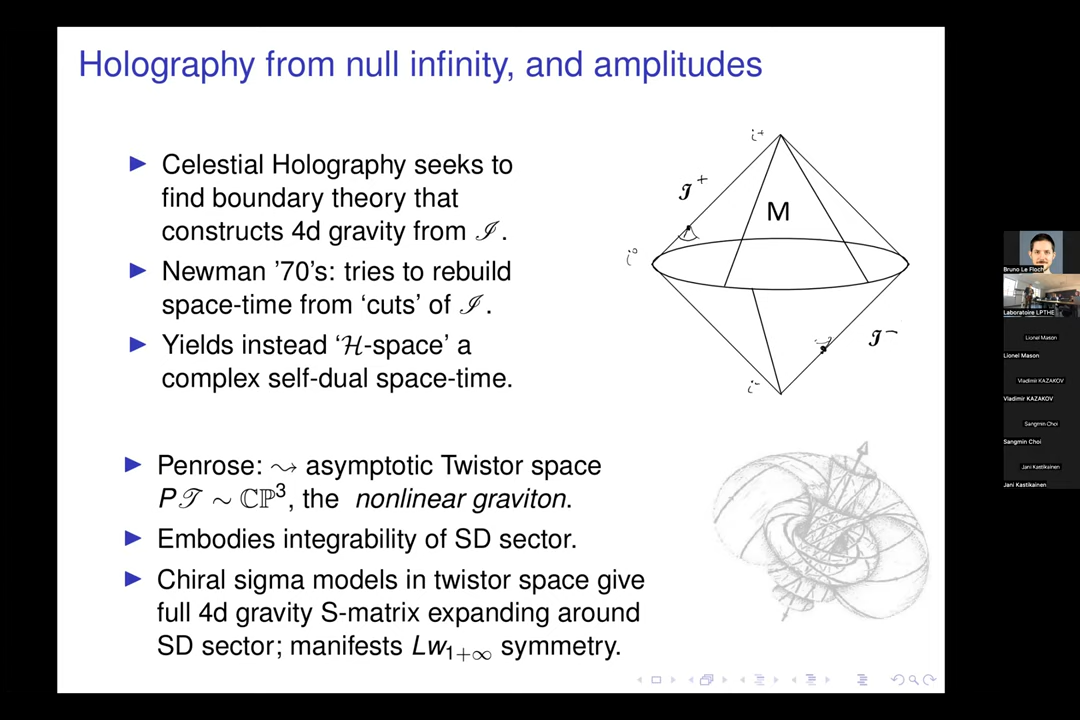 Holography from null infinity, and amplitudes
▶ Celestial Holography seeks to
find boundary theory that
constructs 4d gravity from ℐ.
▶ Newman '70's: tries to rebuild
space-time from 'cuts' of ℐ.
▶ Yields instead 'ℋ-space' a
complex self-dual space-time.
▶ Penrose: ⇝ asymptotic Twistor space
P𝒯 ∼ ℂℙ³, the nonlinear graviton.
▶ Embodies integrability of SD sector.
▶ Chiral sigma models in twistor space give
full 4d gravity S-matrix expanding around
SD sector; manifests Lw₁₊∞ symmetry.
i⁺
ℐ⁺
M
i⁰
ℐ⁻
i⁻
Bruno Le Floch
Laboratoire LPTHE
Lionel Mason
Lionel Mason
Vladimir KAZAKOV
Vladimir KAZAKOV
Sangmin Choi
Sangmin Choi
Jani Kastikainen
Jani Kastikainen